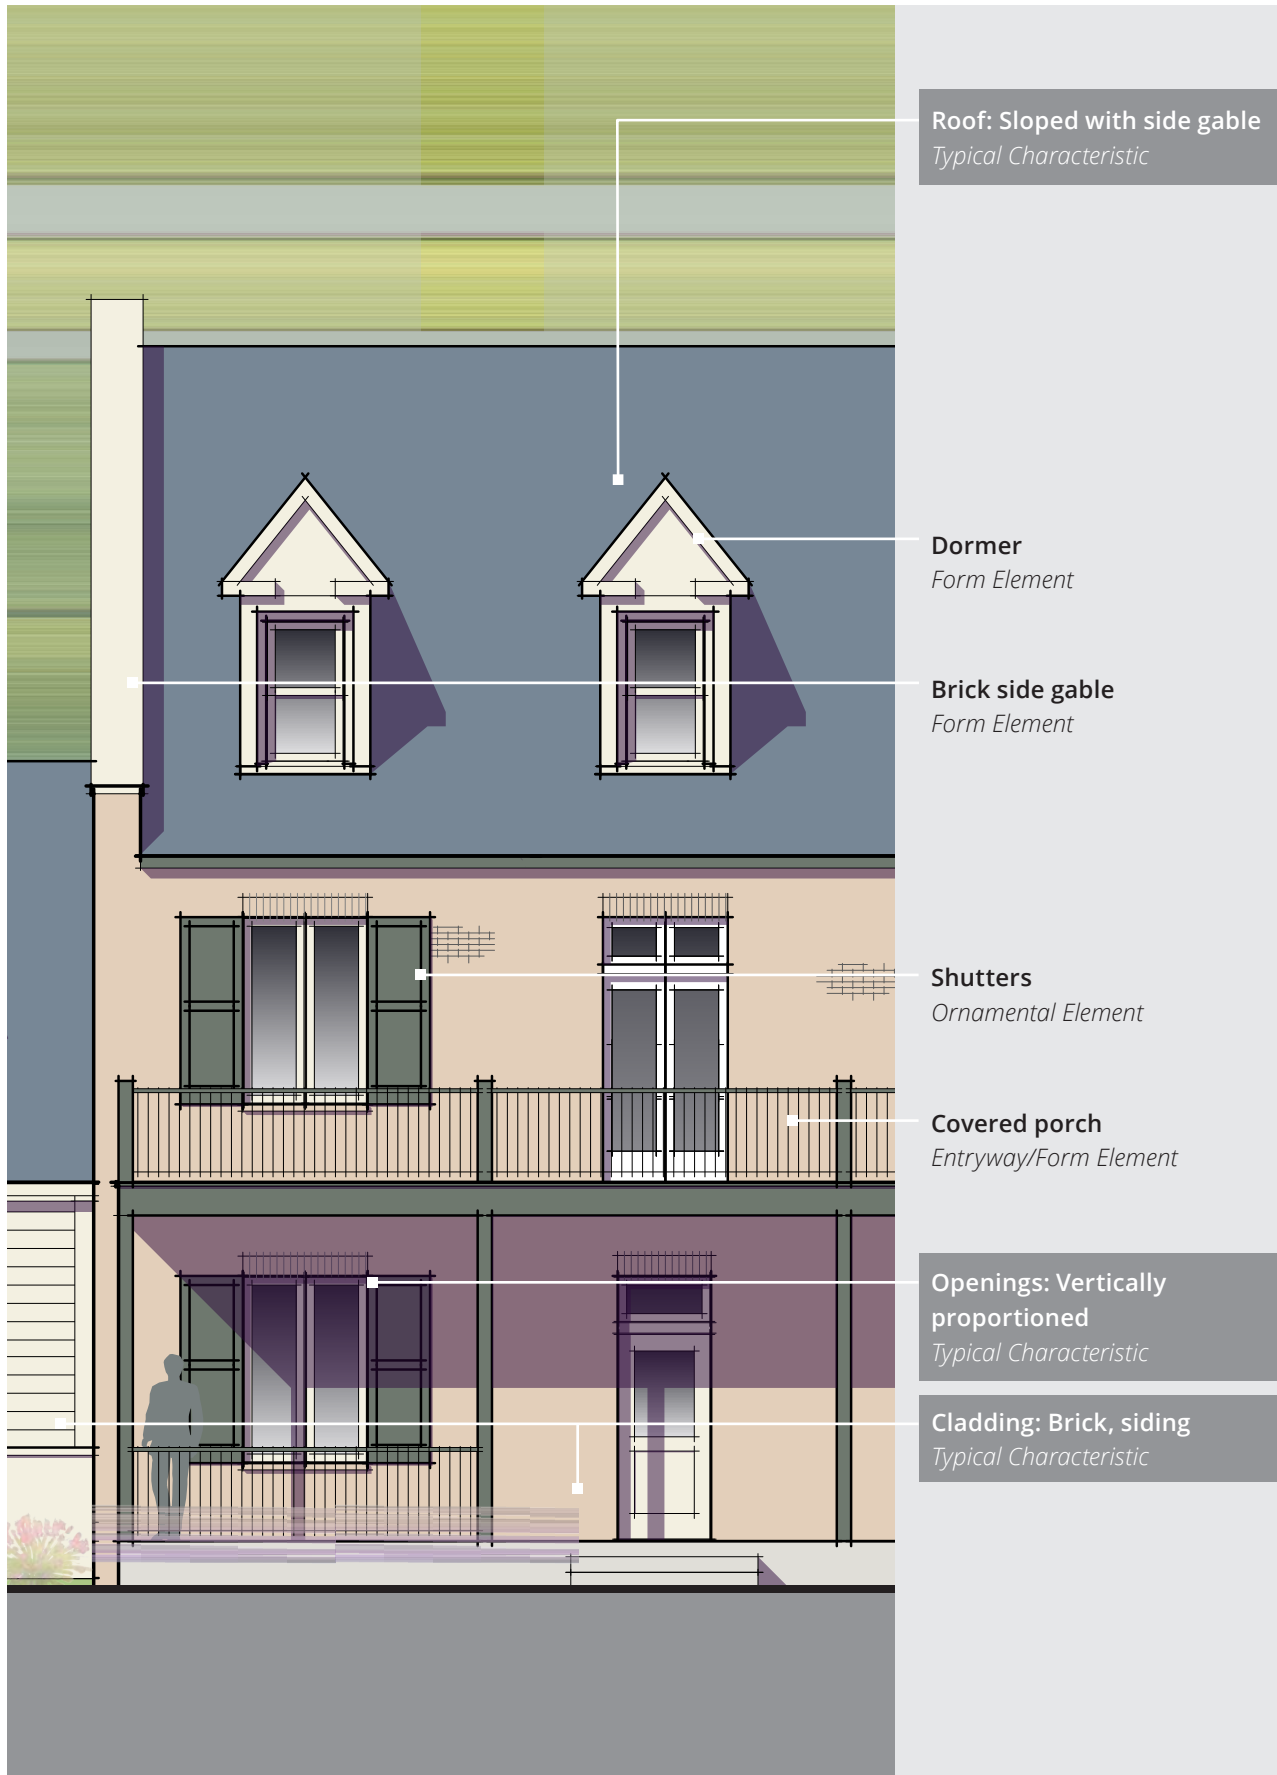 Roof: Sloped with side gable
Typical Characteristic
Dormer
Form Element
Brick side gable
Form Element
Shutters
Ornamental Element
Covered porch
Entryway/Form Element
Openings: Vertically
proportioned
Typical Characteristic
Cladding: Brick, siding
Typical Characteristic